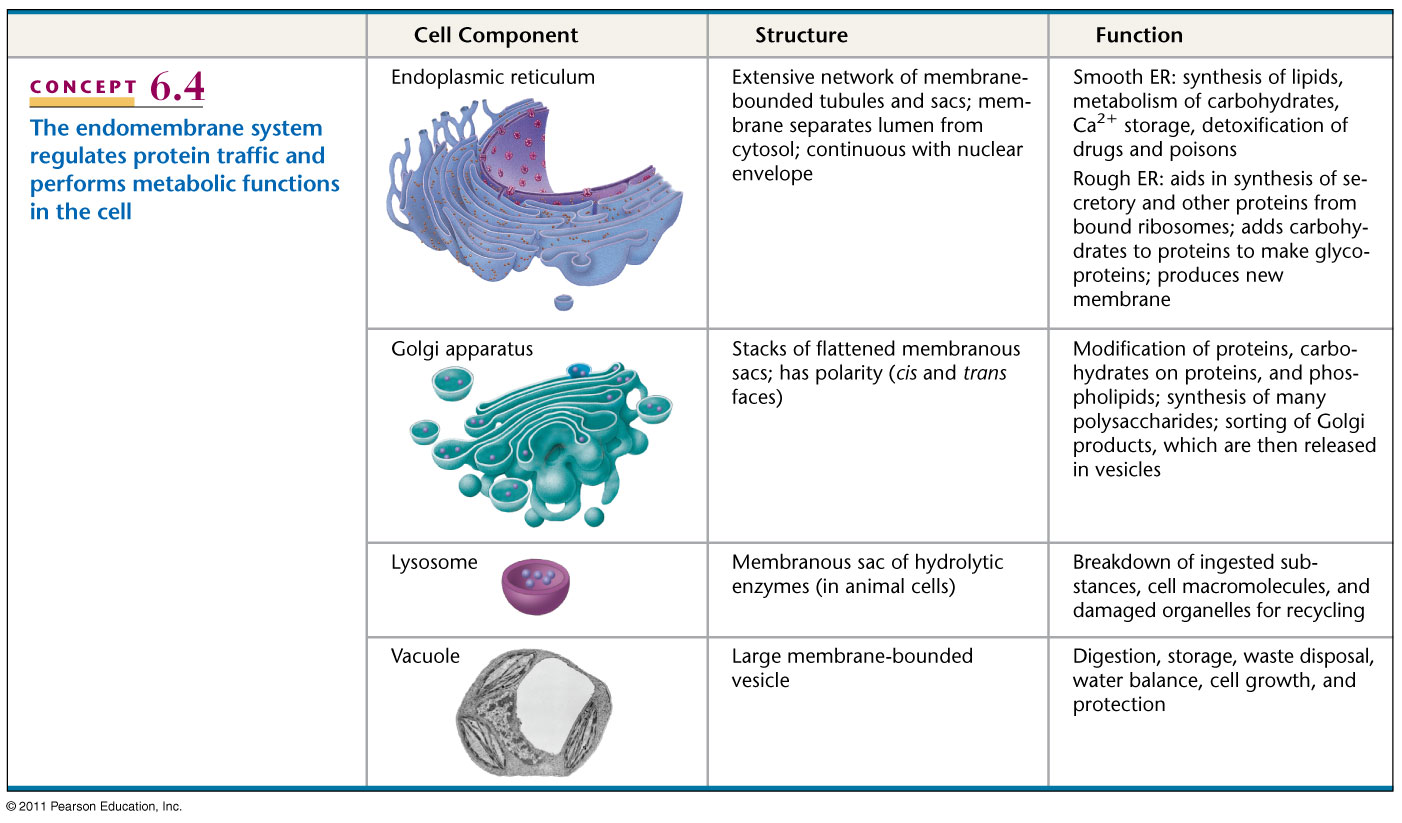 Cell Component
Structure
Function
CONCEPT 6.4
The endomembrane system
regulates protein traffic and
performs metabolic functions
in the cell
Endoplasmic reticulum
Extensive network of membrane-
bounded tubules and sacs; mem-
brane separates lumen from
cytosol; continuous with nuclear
envelope
Smooth ER: synthesis of lipids,
metabolism of carbohydrates,
Ca²⁺ storage, detoxification of
drugs and poisons
Rough ER: aids in synthesis of se-
cretory and other proteins from
bound ribosomes; adds carbohy-
drates to proteins to make glyco-
proteins; produces new
membrane
Golgi apparatus
Stacks of flattened membranous
sacs; has polarity (cis and trans
faces)
Modification of proteins, carbo-
hydrates on proteins, and phos-
pholipids; synthesis of many
polysaccharides; sorting of Golgi
products, which are then released
in vesicles
Lysosome
Membranous sac of hydrolytic
enzymes (in animal cells)
Breakdown of ingested sub-
stances, cell macromolecules, and
damaged organelles for recycling
Vacuole
Large membrane-bounded
vesicle
Digestion, storage, waste disposal,
water balance, cell growth, and
protection
© 2011 Pearson Education, Inc.